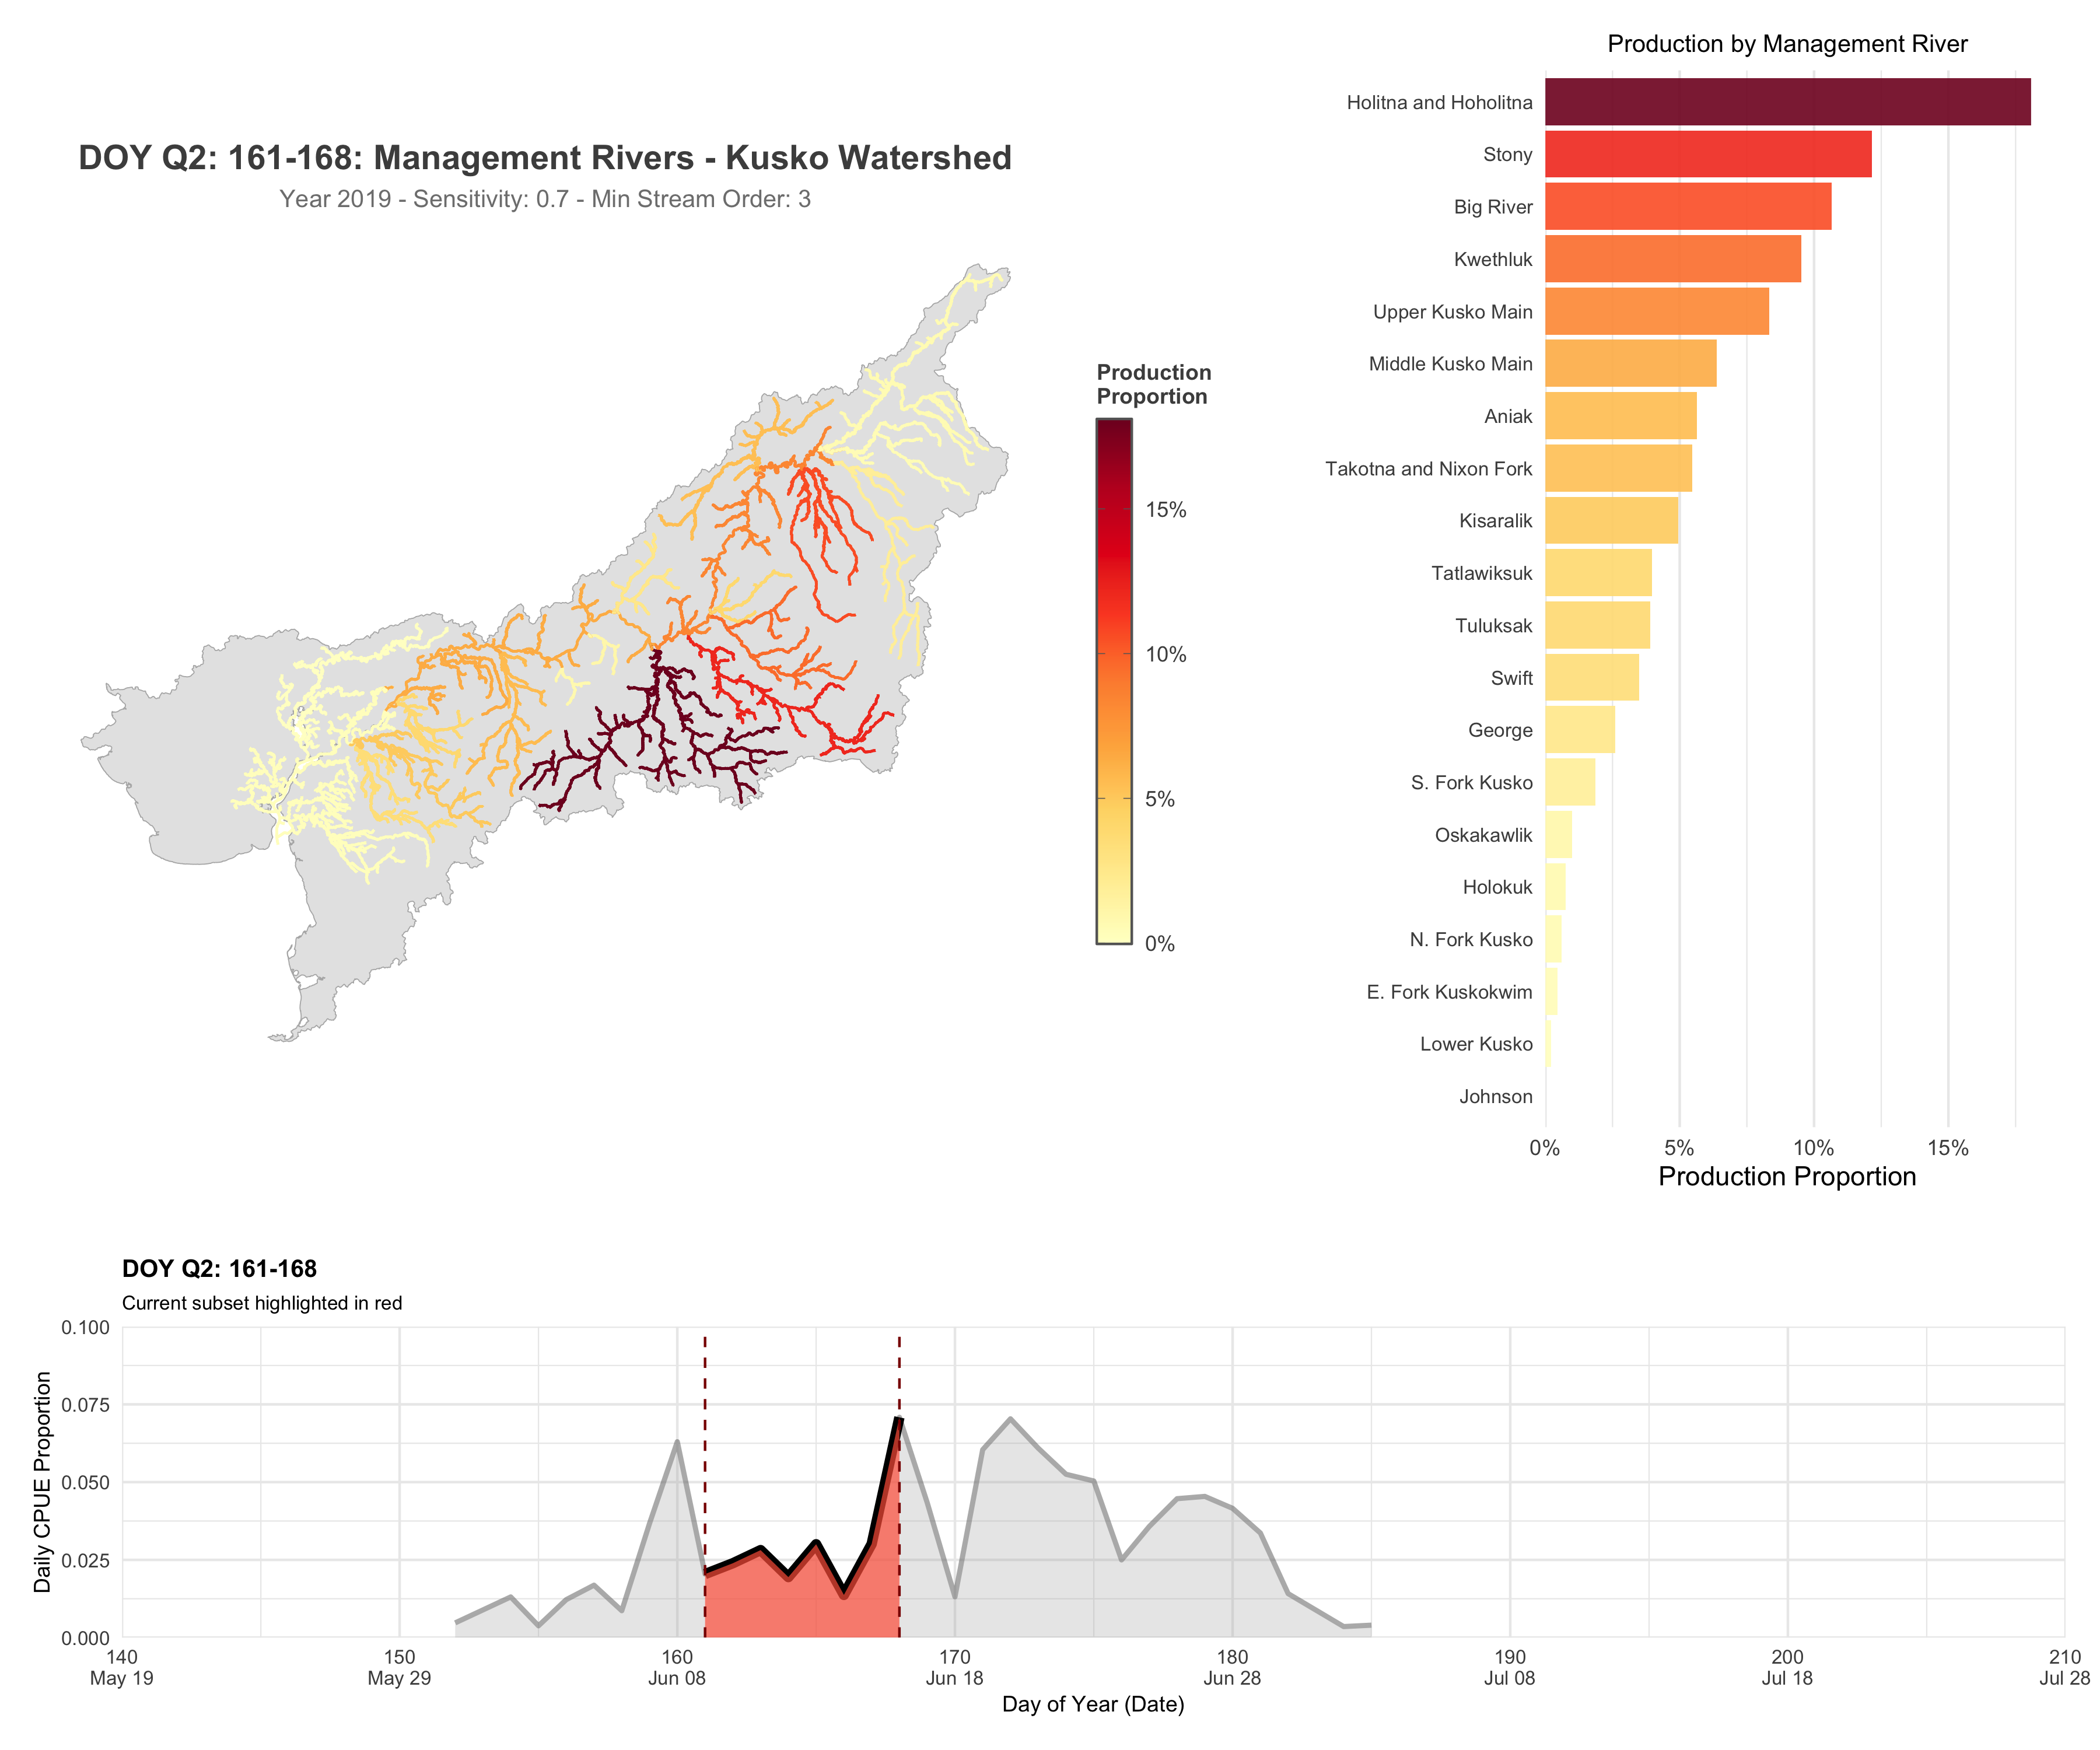 Production by Management River
Holitna and Hoholitna
Stony
Big River
Kwethluk
Upper Kusko Main
Middle Kusko Main
Aniak
Takotna and Nixon Fork
Kisaralik
Tatlawiksuk
Tuluksak
Swift
George
S. Fork Kusko
Oskakawlik
Holokuk
N. Fork Kusko
E. Fork Kuskokwim
Lower Kusko
Johnson
0% 5% 10% 15%
Production Proportion
DOY Q2: 161-168: Management Rivers - Kusko Watershed
Year 2019 - Sensitivity: 0.7 - Min Stream Order: 3
Production
Proportion
15%
10%
5%
0%
DOY Q2: 161-168
Current subset highlighted in red
Daily CPUE Proportion
0.100
0.075
0.050
0.025
0.000
140 150 160 170 180 190 200 210
May 19 May 29 Jun 08 Jun 18 Jun 28 Jul 08 Jul 18 Jul 28
Day of Year (Date)